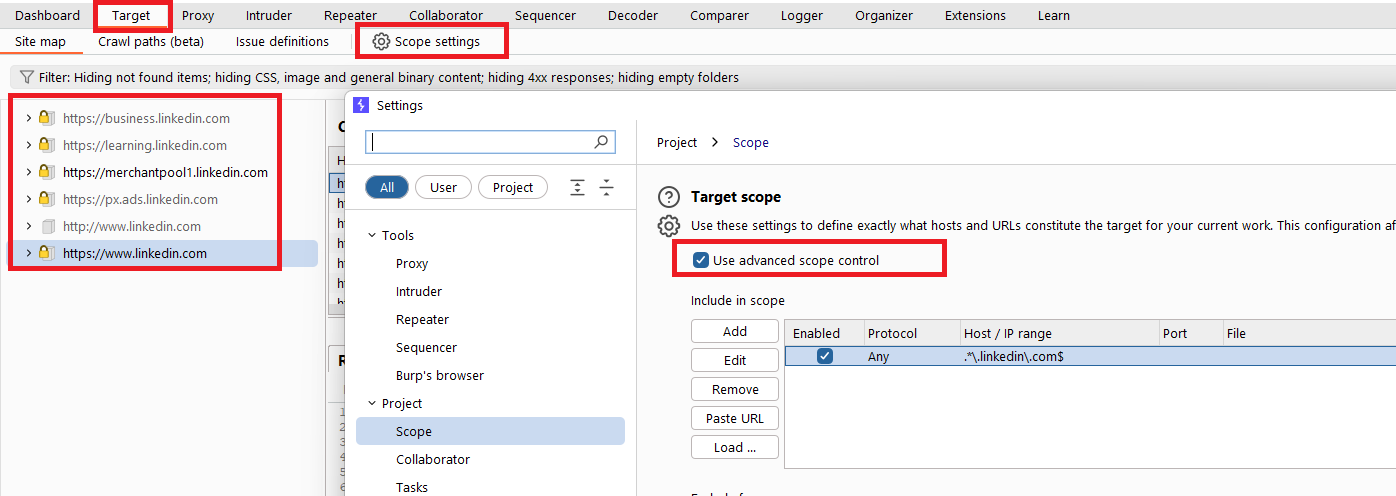 Dashboard Target Proxy Intruder Repeater Collaborator Sequencer Decoder Comparer Logger Organizer Extensions Learn
Site map Crawl paths (beta) Issue definitions Scope settings
Filter: Hiding not found items; hiding CSS, image and general binary content; hiding 4xx responses; hiding empty folders
https://business.linkedin.com
https://learning.linkedin.com
https://merchantpool1.linkedin.com
https://px.ads.linkedin.com
http://www.linkedin.com
https://www.linkedin.com
Settings
All User Project
Tools
Proxy
Intruder
Repeater
Sequencer
Burp's browser
Project
Scope
Collaborator
Tasks
Project > Scope
Target scope
Use these settings to define exactly what hosts and URLs constitute the target for your current work. This configuration af
Use advanced scope control
Include in scope
Add
Edit
Remove
Paste URL
Load ...
Enabled Protocol Host / IP range Port File
Any .*\.linkedin\.com$